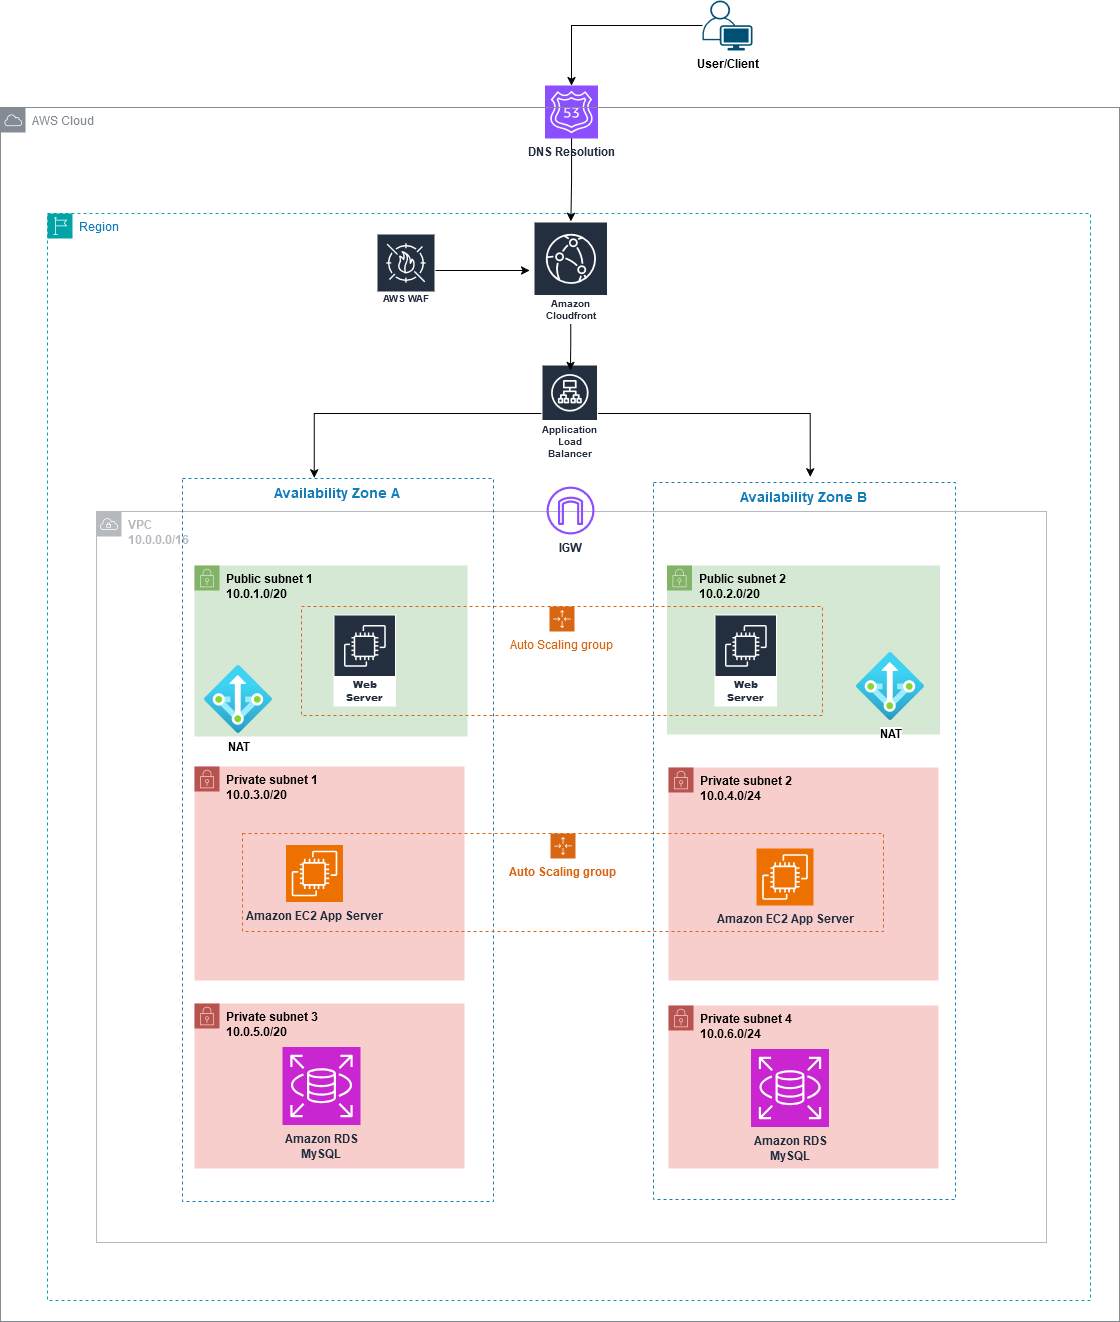 User/Client
AWS Cloud
53
DNS Resolution
Region
AWS WAF
Amazon
Cloudfront
Application
Load
Balancer
Availability Zone A
Availability Zone B
VPC
10.0.0.0/16
IGW
Public subnet 1
10.0.1.0/20
Public subnet 2
10.0.2.0/20
Auto Scaling group
Web
Server
Web
Server
NAT
NAT
Private subnet 1
10.0.3.0/20
Private subnet 2
10.0.4.0/24
Auto Scaling group
Amazon EC2 App Server
Amazon EC2 App Server
Private subnet 3
10.0.5.0/20
Private subnet 4
10.0.6.0/24
Amazon RDS
MySQL
Amazon RDS
MySQL